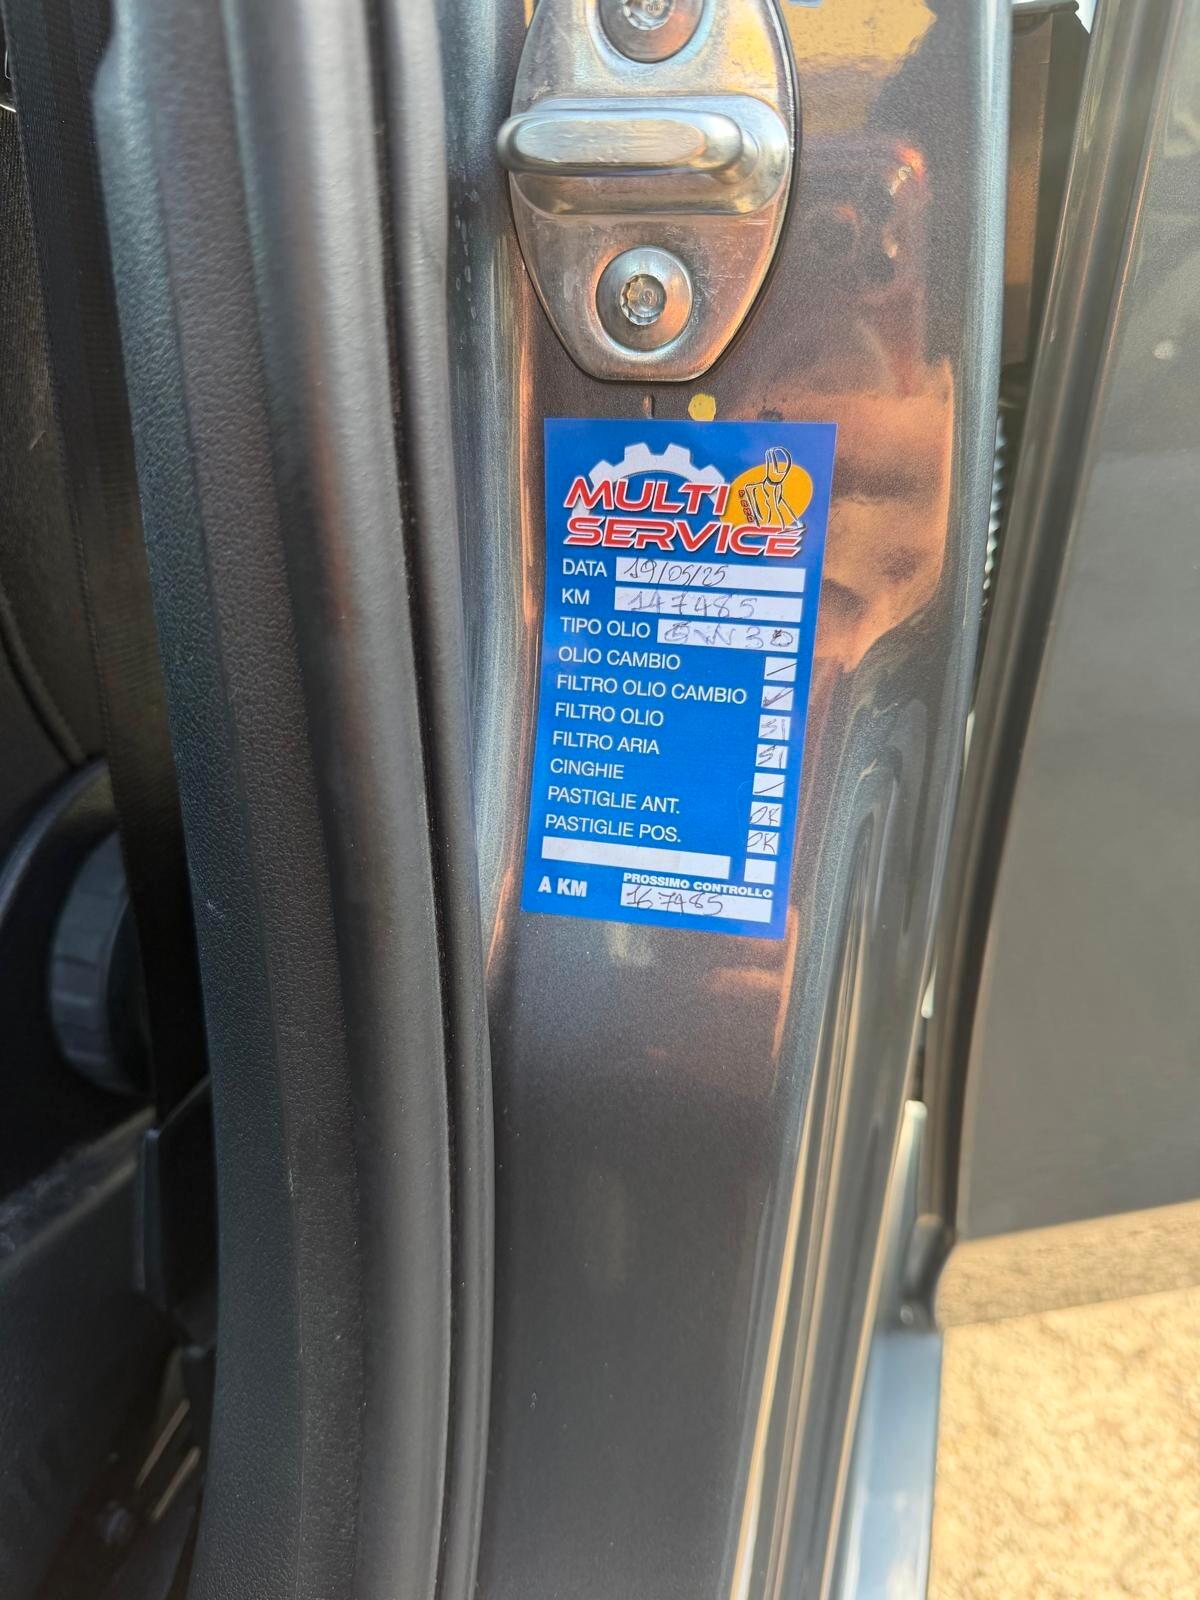 MULTI
SERVICE
DATA 19/05/25
KM 147485
TIPO OLIO 5W30
OLIO CAMBIO /
FILTRO OLIO CAMBIO
FILTRO OLIO SI
FILTRO ARIA SI
CINGHIE /
PASTIGLIE ANT. OK
PASTIGLIE POS. OK
PROSSIMO CONTROLLO
A KM 167485